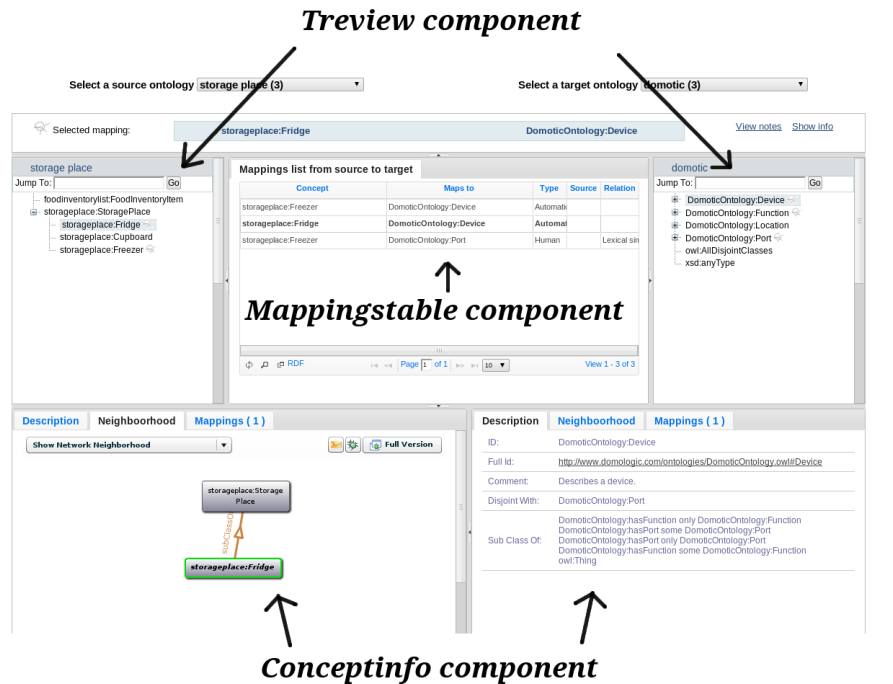 Treview component
Select a source ontology storage place (3)
Select a target ontology domotic (3)
Selected mapping: storageplace:Fridge DomoticOntology:Device View notes Show info
storage place
Jump To: Go
foodinventorylist:FoodInventoryItem
storageplace:StoragePlace
storageplace:Fridge
storageplace:Cupboard
storageplace:Freezer
Mappings list from source to target
Concept Maps to Type Source Relation
storageplace:Freezer DomoticOntology:Device Automatic
storageplace:Fridge DomoticOntology:Device Automat
storageplace:Freezer DomoticOntology:Port Human Lexical sim
Mappingstable component
RDF Page 1 of 1 10 View 1 - 3 of 3
domotic
Jump To: Go
DomoticOntology:Device
DomoticOntology:Function
DomoticOntology:Location
DomoticOntology:Port
owl:AllDisjointClasses
xsd:anyType
Description Neighboorhood Mappings ( 1 )
Show Network Neighborhood Full Version
storageplace:Storage
Place
subClassO
storageplace:Fridge
Description Neighboorhood Mappings ( 1 )
ID: DomoticOntology:Device
Full Id: http://www.domologic.com/ontologies/DomoticOntology.owl#Device
Comment: Describes a device.
Disjoint With: DomoticOntology:Port
Sub Class Of: DomoticOntology:hasFunction only DomoticOntology:Function
DomoticOntology:hasPort some DomoticOntology:Port
DomoticOntology:hasPort only DomoticOntology:Port
DomoticOntology:hasFunction some DomoticOntology:Function
owl:Thing
Conceptinfo component